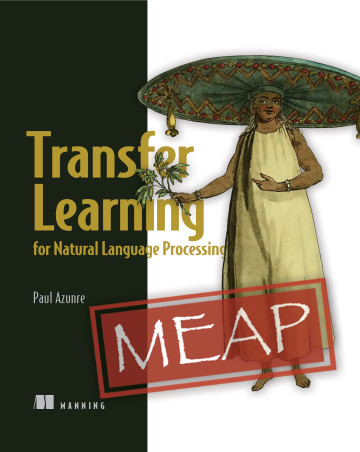 Transfer
Learning
for Natural Language Processing
Paul Azunre
MEAP
MANNING